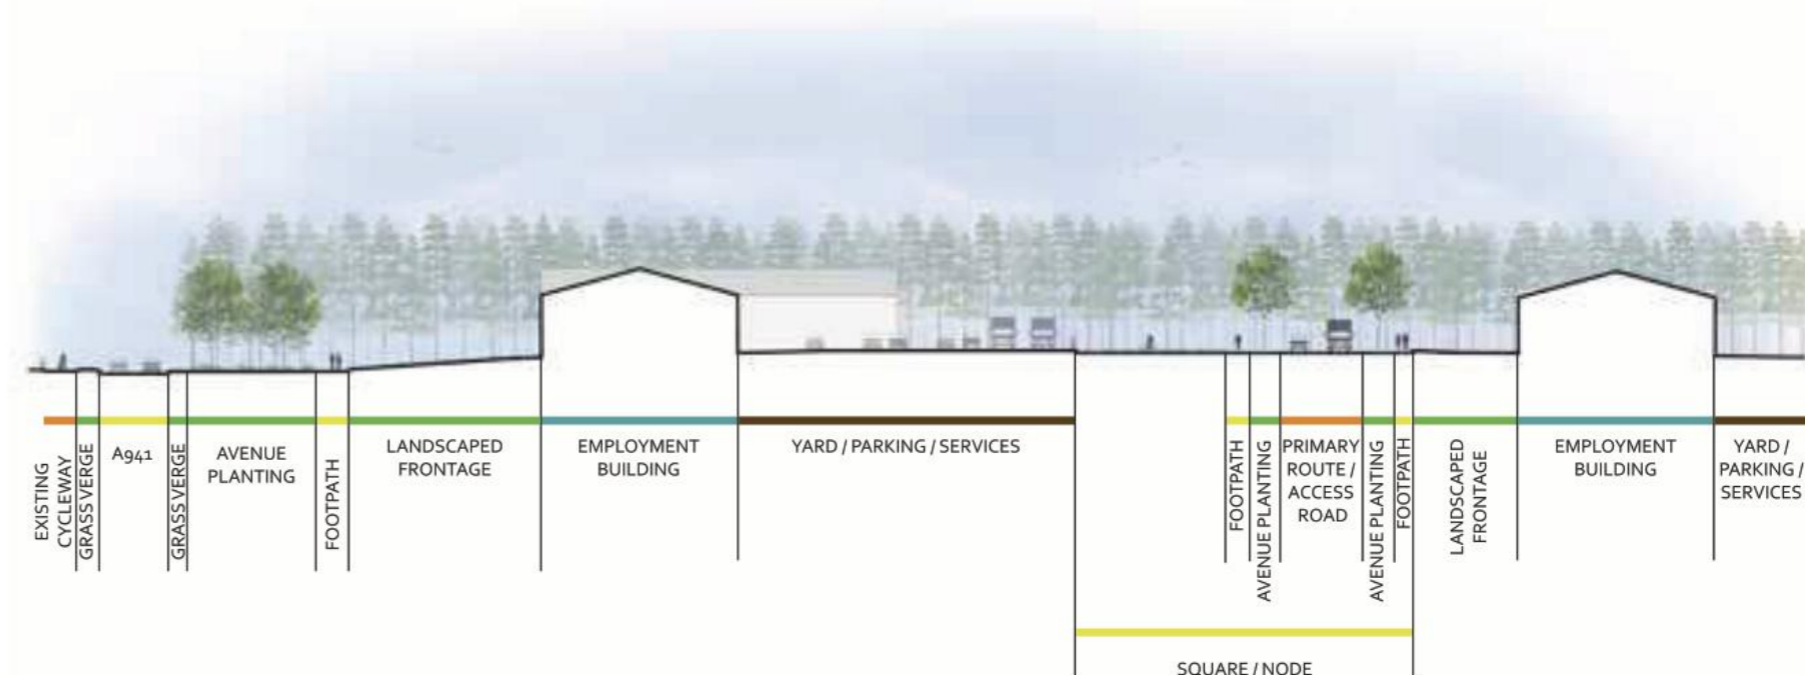 EXISTING
CYCLEWAY
GRASS VERGE
A941
GRASS VERGE
AVENUE
PLANTING
FOOTPATH
LANDSCAPED
FRONTAGE
EMPLOYMENT
BUILDING
YARD / PARKING / SERVICES
FOOTPATH
AVENUE PLANTING
PRIMARY
ROUTE /
ACCESS
ROAD
AVENUE PLANTING
FOOTPATH
LANDSCAPED
FRONTAGE
EMPLOYMENT
BUILDING
YARD /
PARKING /
SERVICES
SQUARE / NODE